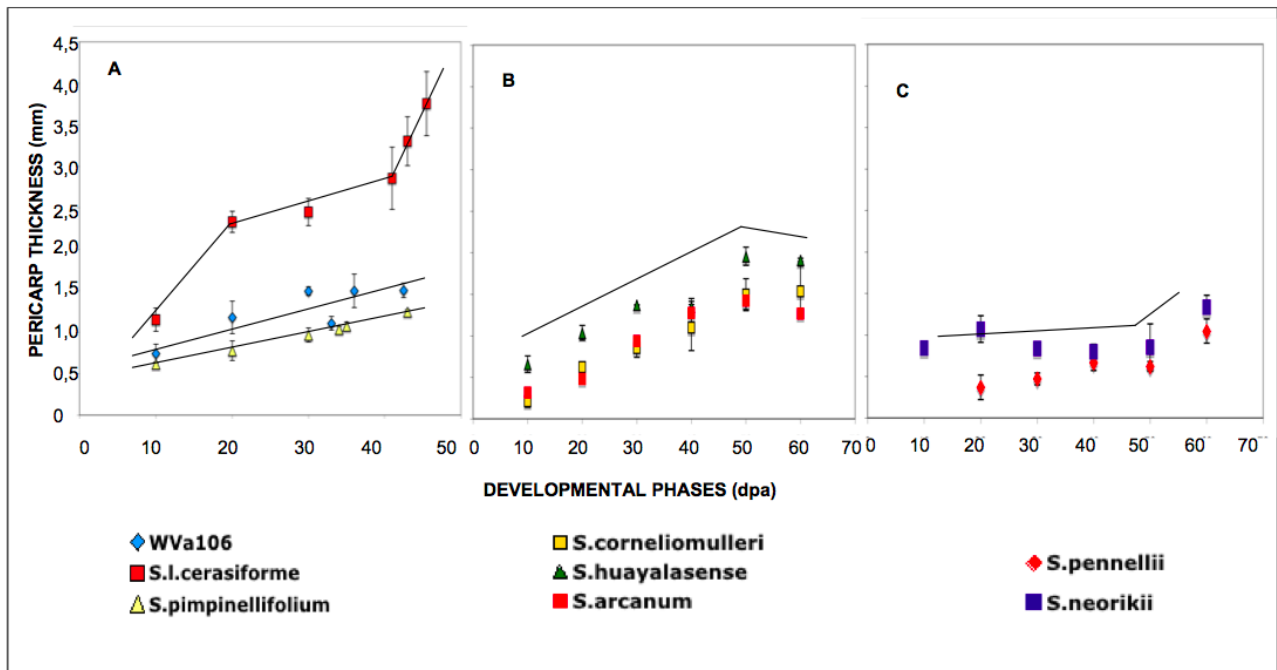 A
B
C
PERICARP THICKNESS (mm)
4,5
4,0
3,5
3,0
2,5
2,0
1,5
1,0
0,5
0
0 10 20 30 40 50
0 10 20 30 40 50 60 70
0 10 20 30 40 50 60 70
DEVELOPMENTAL PHASES (dpa)
WVa106
S.l.cerasiforme
S.pimpinellifolium
S.corneliomulleri
S.huayalasense
S.arcanum
S.pennellii
S.neorikii